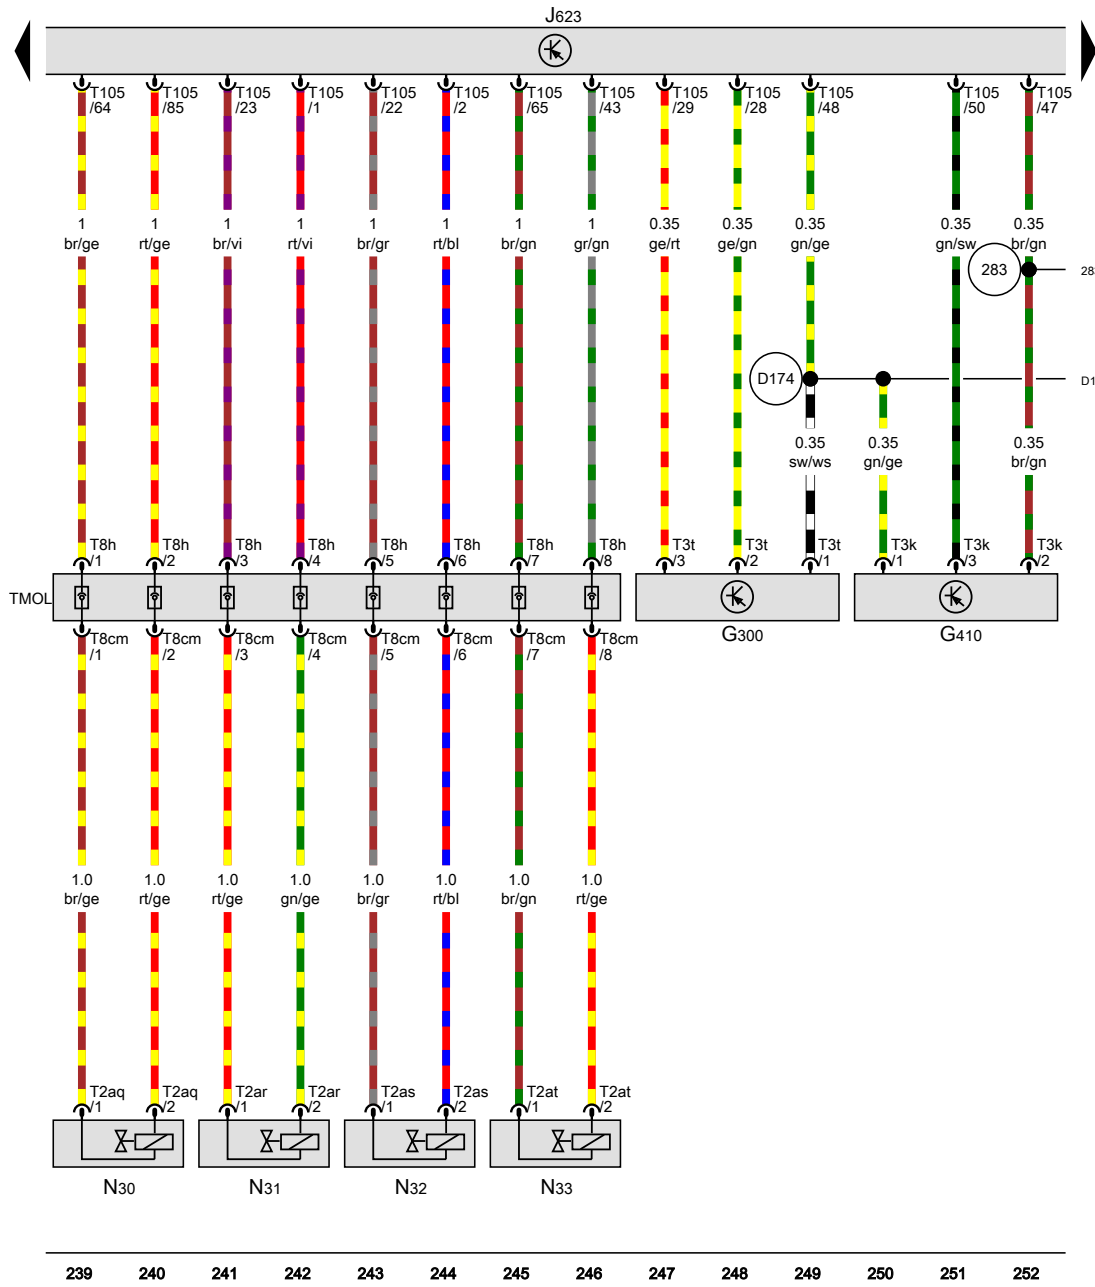 J623
T105 T105 T105 T105 T105 T105 T105 T105 T105 T105 T105 T105 T105
/64 /85 /23 /1 /22 /2 /65 /43 /29 /28 /48 /50 /47
1 1 1 1 1 1 1 1 0.35 0.35 0.35 0.35 0.35
br/ge rt/ge br/vi rt/vi br/gr rt/bl br/gn gr/gn ge/rt ge/gn gn/ge gn/sw br/gn
283 283
D174 D1
0.35 0.35 0.35
sw/ws gn/ge br/gn
T8h T8h T8h T8h T8h T8h T8h T8h T3t T3t T3t T3k T3k T3k
/1 /2 /3 /4 /5 /6 /7 /8 /3 /2 /1 /1 /3 /2
TMOL
G300 G410
T8cm T8cm T8cm T8cm T8cm T8cm T8cm T8cm
/1 /2 /3 /4 /5 /6 /7 /8
1.0 1.0 1.0 1.0 1.0 1.0 1.0 1.0
br/ge rt/ge rt/ge gn/ge br/gr rt/bl br/gn rt/ge
T2aq T2aq T2ar T2ar T2as T2as T2at T2at
/1 /2 /1 /2 /1 /2 /1 /2
N30 N31 N32 N33
239 240 241 242 243 244 245 246 247 248 249 250 251 252